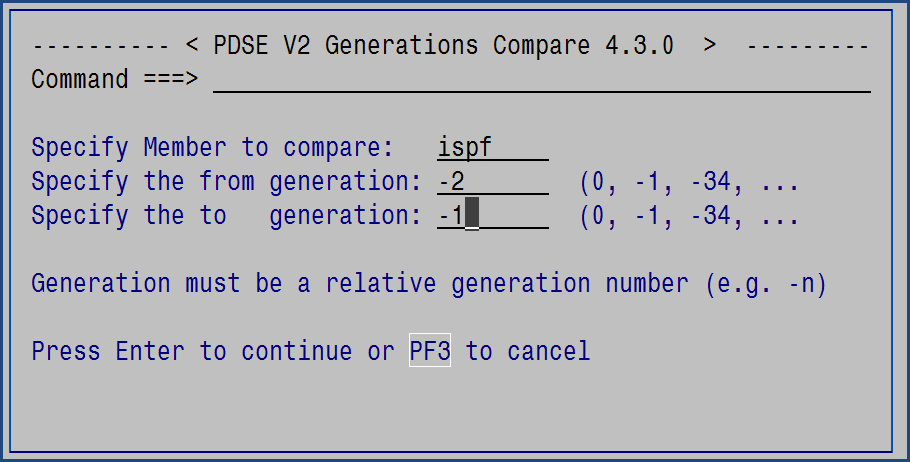 ---------- < PDSE V2 Generations Compare 4.3.0  >  ---------
Command ===>
Specify Member to compare:   ispf
Specify the from generation: -2        (0, -1, -34, ...
Specify the to   generation: -1        (0, -1, -34, ...
Generation must be a relative generation number (e.g. -n)
Press Enter to continue or PF3 to cancel